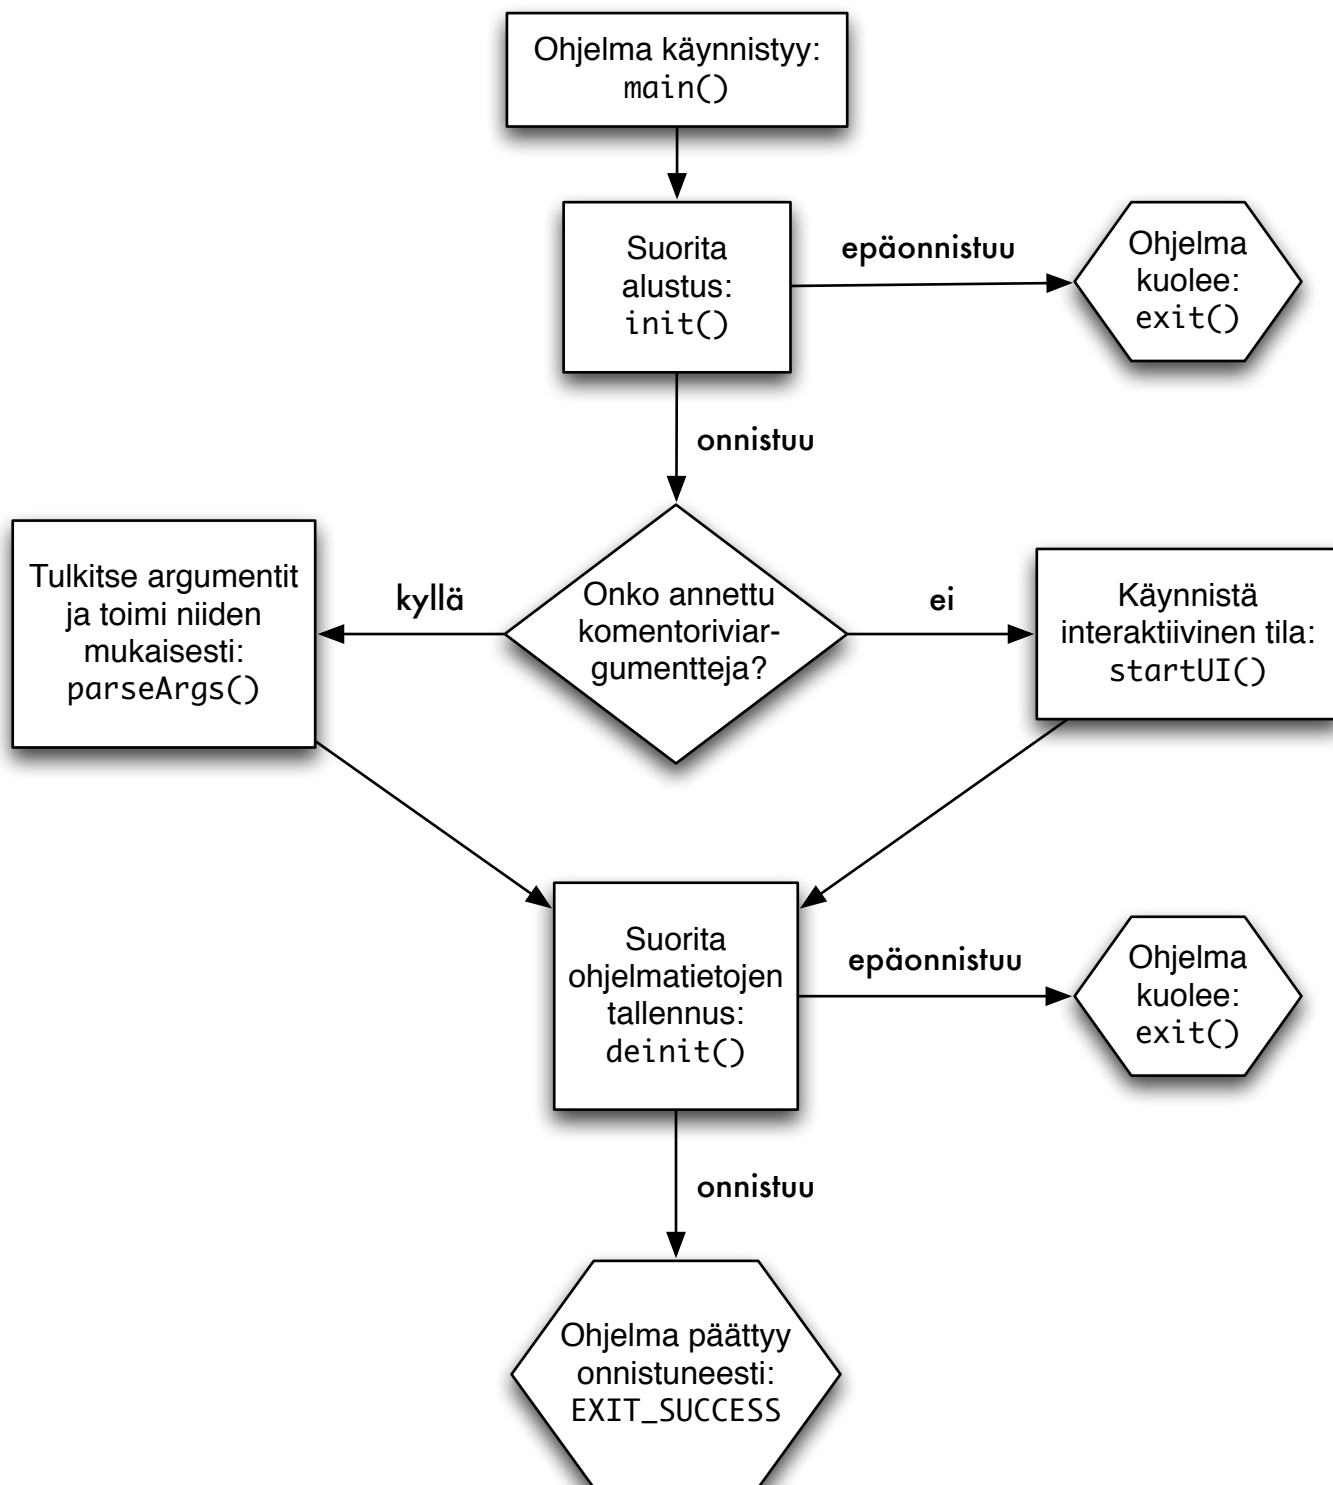 Ohjelma käynnistyy:
main()
Suorita
alustus:
init()
epäonnistuu
Ohjelma
kuolee:
exit()
onnistuu
Tulkitse argumentit
ja toimi niiden
mukaisesti:
parseArgs()
kyllä
Onko annettu
komentoriviar-
gumentteja?
ei
Käynnistä
interaktiivinen tila:
startUI()
Suorita
ohjelmatietojen
tallennus:
deinit()
epäonnistuu
Ohjelma
kuolee:
exit()
onnistuu
Ohjelma päättyy
onnistuneesti:
EXIT_SUCCESS